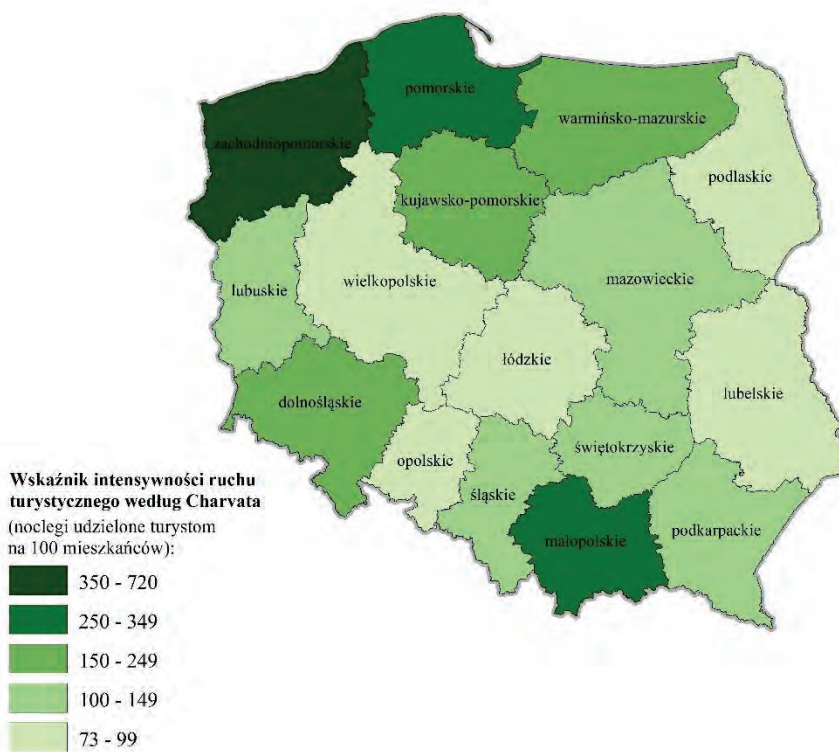 pomorskie
zachodniopomorskie
warmińsko-mazurskie
podlaskie
kujawsko-pomorskie
lubuskie
wielkopolskie
mazowieckie
łódzkie
dolnośląskie
lubelskie
opolskie
świętokrzyskie
śląskie
małopolskie
podkarpackie
Wskaźnik intensywności ruchu
turystycznego według Charvata
(noclegi udzielone turystom
na 100 mieszkańców):
350 - 720
250 - 349
150 - 249
100 - 149
73 - 99